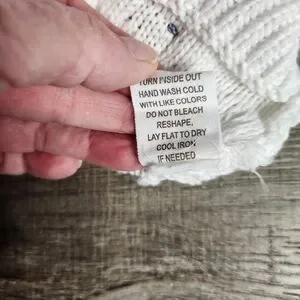 TURN INSIDE OUT
HAND WASH COLD
WITH LIKE COLORS
DO NOT BLEACH
RESHAPE,
LAY FLAT TO DRY
COOL IRON
IF NEEDED